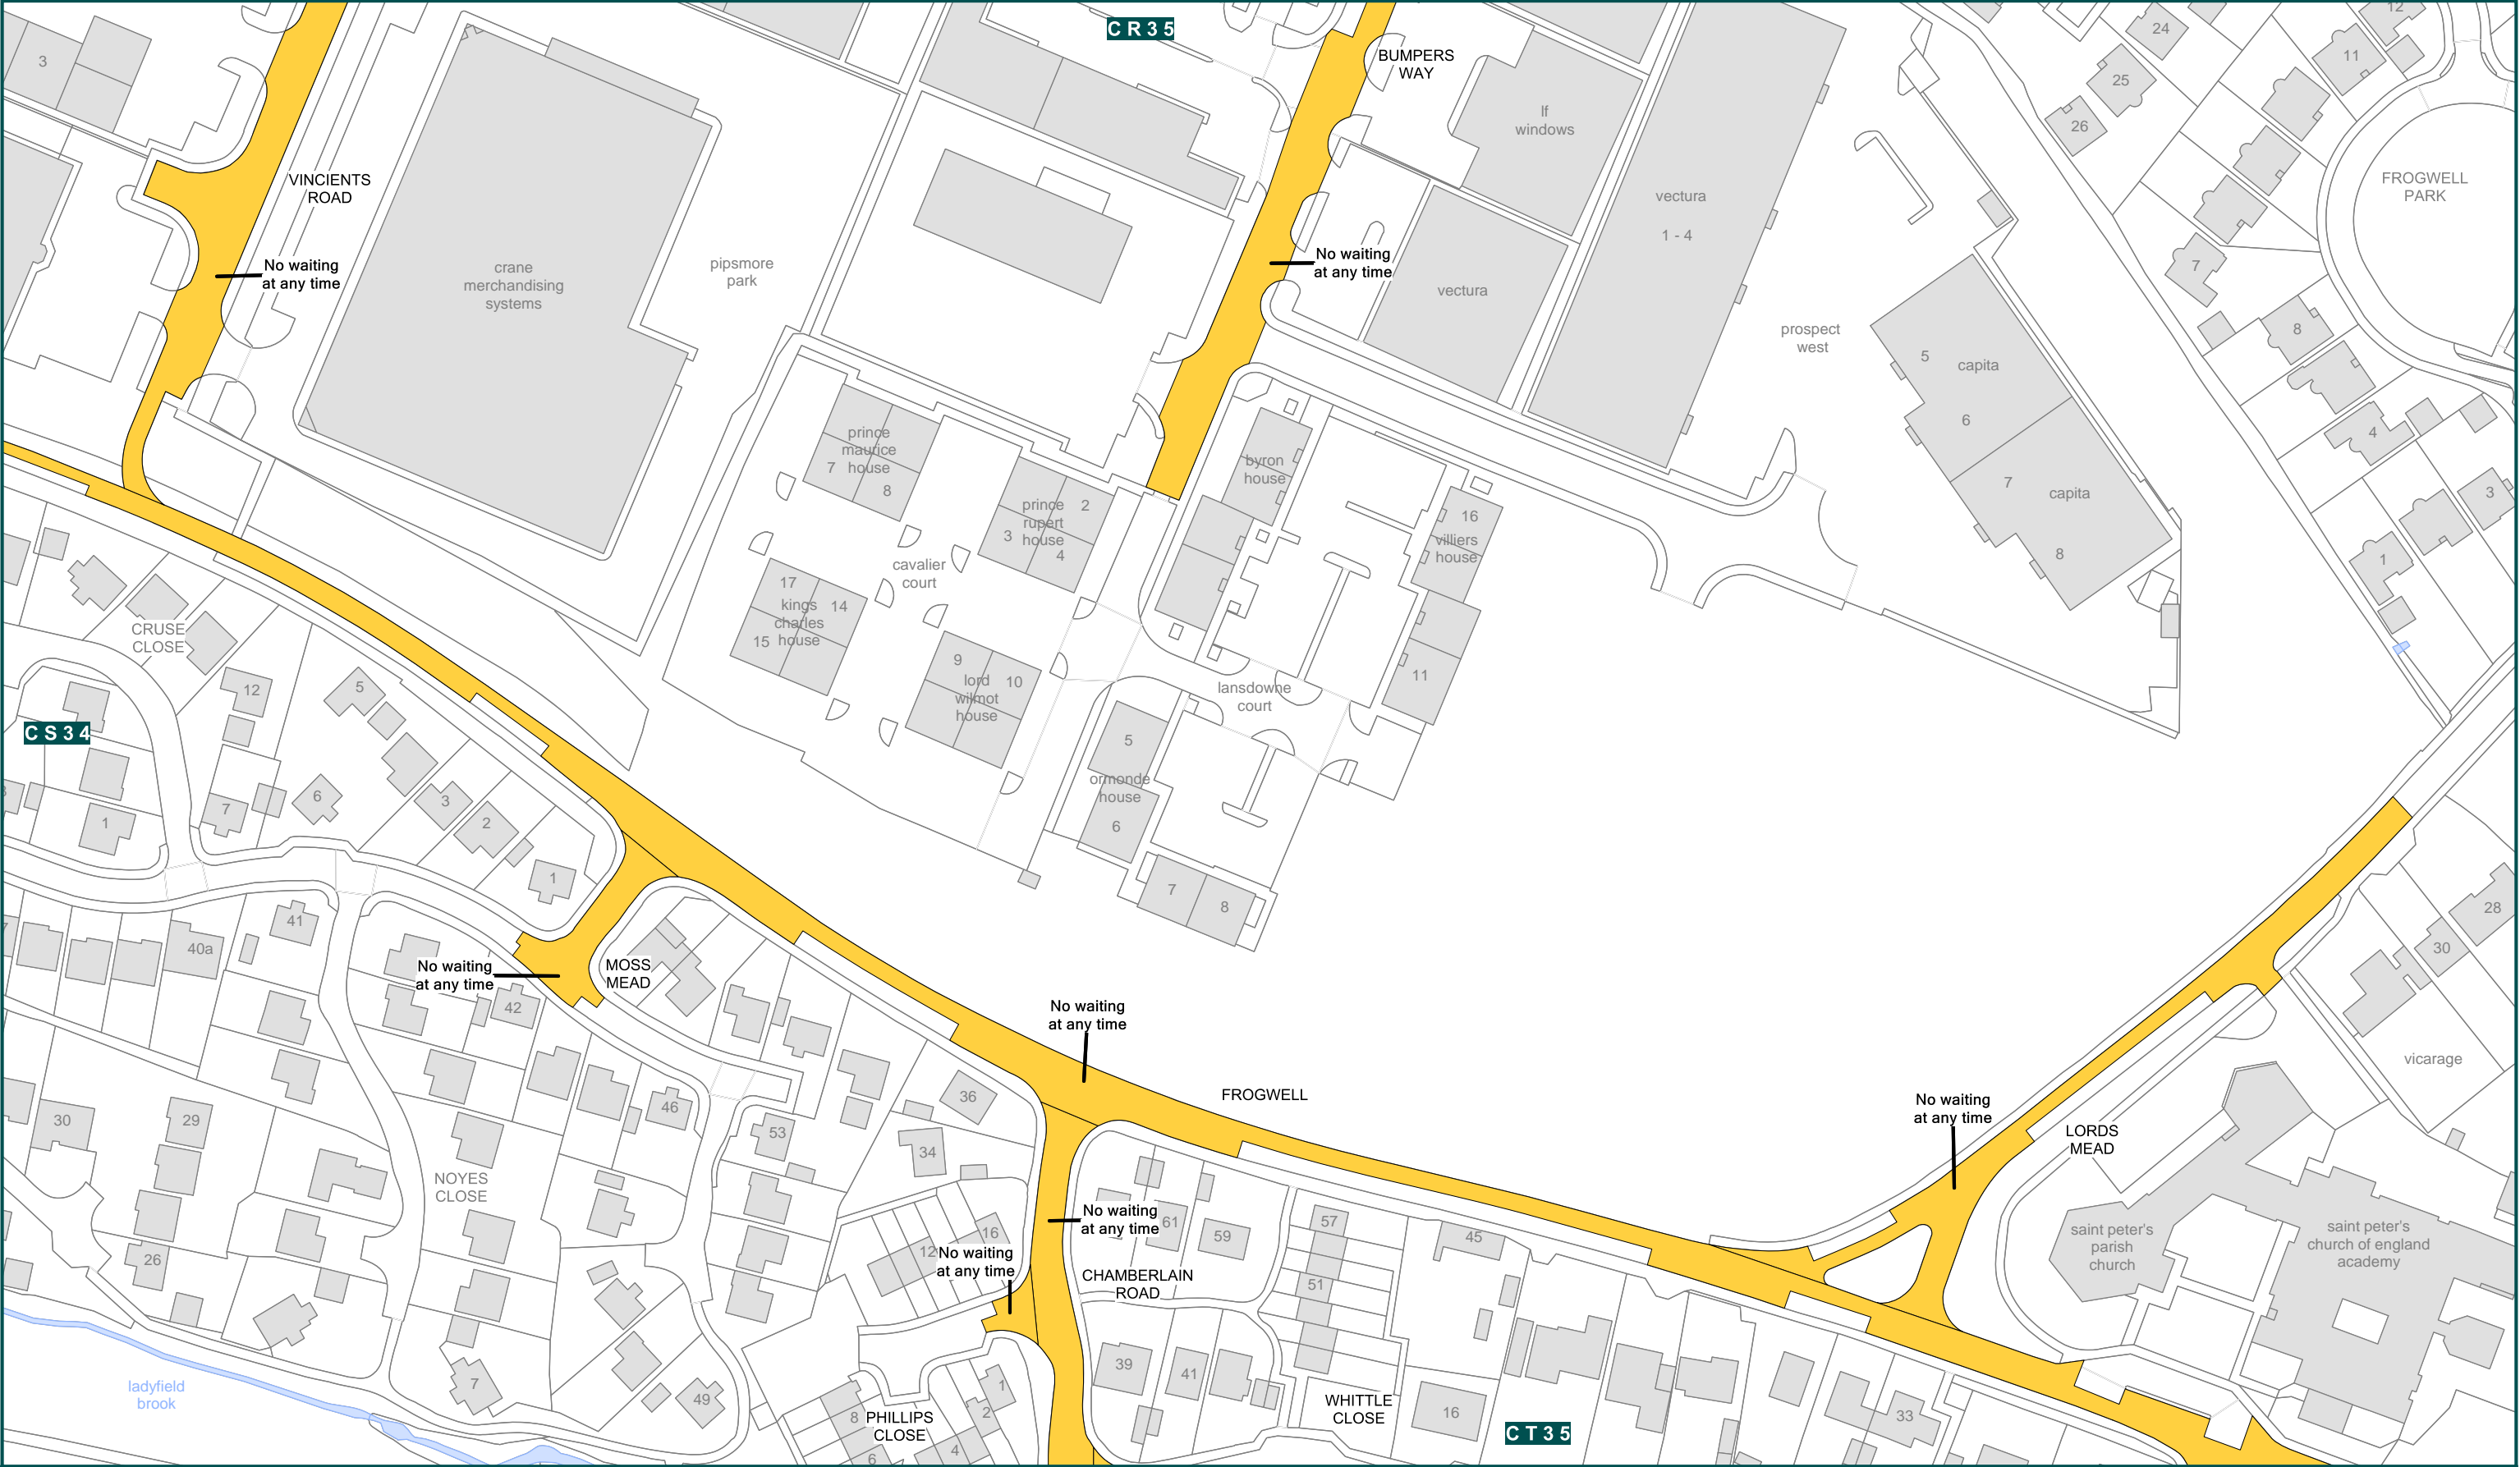 C R 3 5
BUMPERS
WAY
24
12
11
25
26
3
lf
windows
vectura
1 - 4
FROGWELL
PARK
VINCIENTS
ROAD
No waiting
at any time
crane
merchandising
systems
pipsmore
park
No waiting
at any time
vectura
7
8
prospect
west
5
capita
6
7
capita
8
4
3
1
prince
maurice
house
7
8
byron
house
prince
rupert
house
2
3
4
16
villiers
house
11
cavalier
court
17
kings
charles
house
14
15
9
lord
wilmot
house
10
lansdowne
court
5
ormonde
house
6
7
8
CRUSE
CLOSE
C S 3 4
12
5
7
6
3
2
1
1
40a
41
42
No waiting
at any time
MOSS
MEAD
No waiting
at any time
FROGWELL
No waiting
at any time
LORDS
MEAD
28
30
vicarage
30
29
26
NOYES
CLOSE
46
53
36
34
16
No waiting
at any time
61
59
57
51
45
No waiting
at any time
CHAMBERLAIN
ROAD
saint peter's
parish
church
saint peter's
church of england
academy
ladyfield
brook
7
49
39
41
WHITTLE
CLOSE
16
33
1
2
4
8
6
PHILLIPS
CLOSE
C T 3 5